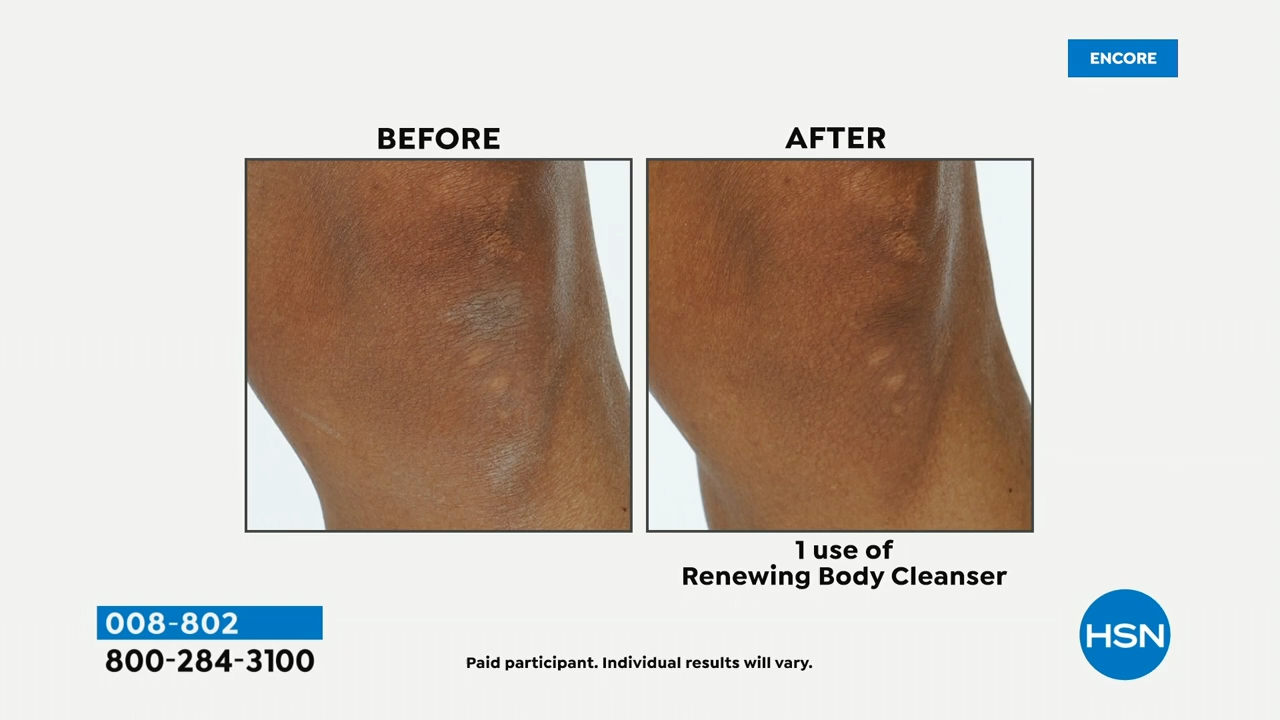 ENCORE
BEFORE
AFTER
1 use of
Renewing Body Cleanser
008-802
800-284-3100
Paid participant. Individual results will vary.
HSN